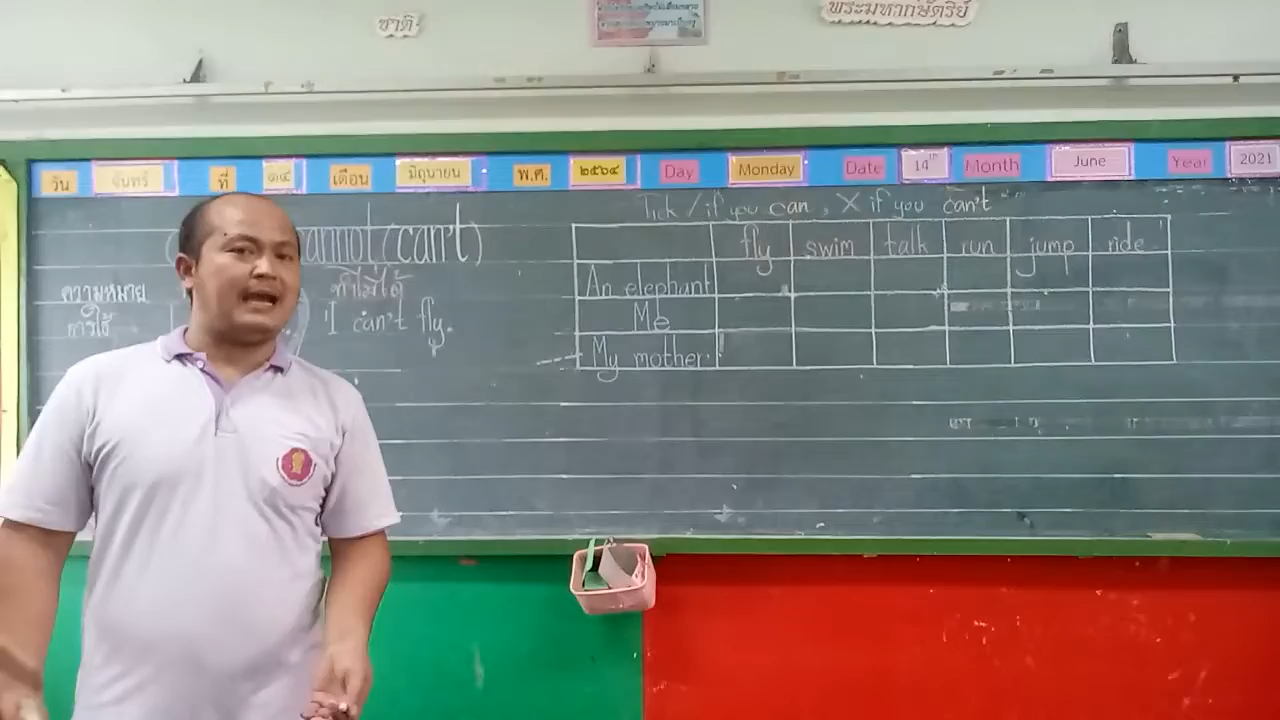 ชาติ
พระมหากษัตริย์
วัน จันทร์ ที่ ๑๔ เดือน มิถุนายน พ.ศ. ๒๕๖๔ Day Monday Date 14th Month June Year 2021
Tick / if you can, X if you can't
cannot (can't)
ทำไม่ได้
ความหมาย
การใช้
I can't fly.
fly swim talk run jump ride
An elephant
Me
My mother